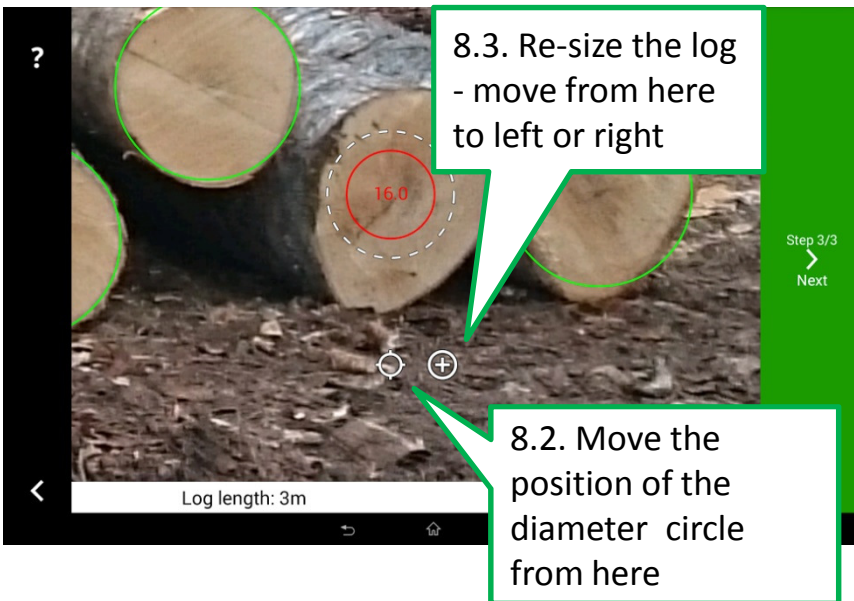 ?
8.3. Re-size the log
- move from here
to left or right
16.0
Step 3/3
Next
8.2. Move the
position of the
diameter circle
from here
Log length: 3m